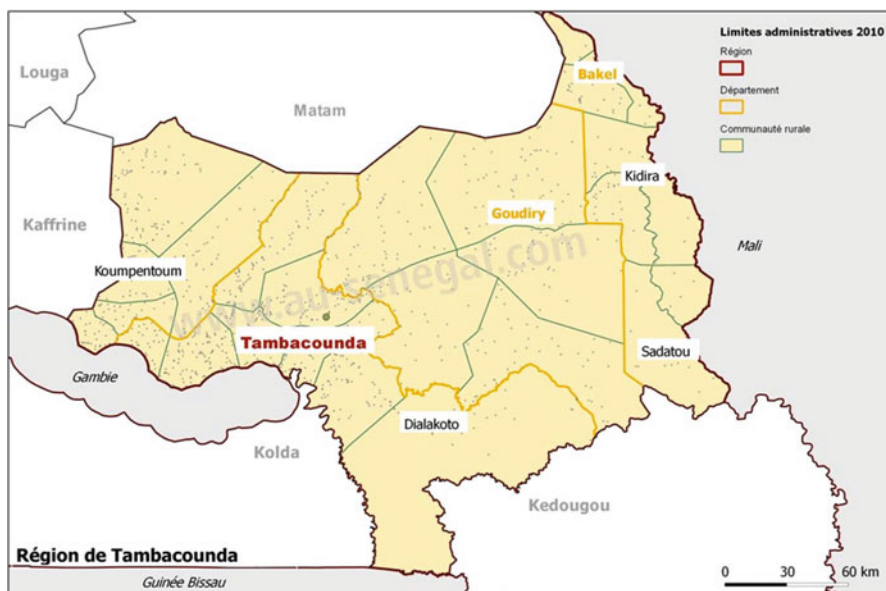 Limites administratives 2010
Région
Département
Communauté rurale
Louga
Matam
Bakel
Kaffrine
Kidira
Goudiry
Mali
Koumpentoum
www.au-senegal.com
Tambacounda
Sadatou
Gambie
Dialakoto
Kolda
Kedougou
Région de Tambacounda
Guinée Bissau
0 30 60 km